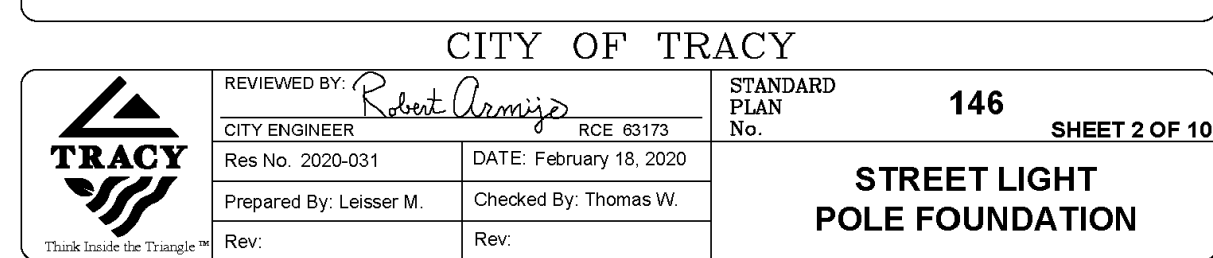 CITY OF TRACY
TRACY
Think Inside the Triangle ™
REVIEWED BY: Robert Armijo
CITY ENGINEER RCE 63173
Res No. 2020-031 DATE: February 18, 2020
Prepared By: Leisser M. Checked By: Thomas W.
Rev: Rev:
STANDARD
PLAN 146
No. SHEET 2 OF 10
STREET LIGHT
POLE FOUNDATION